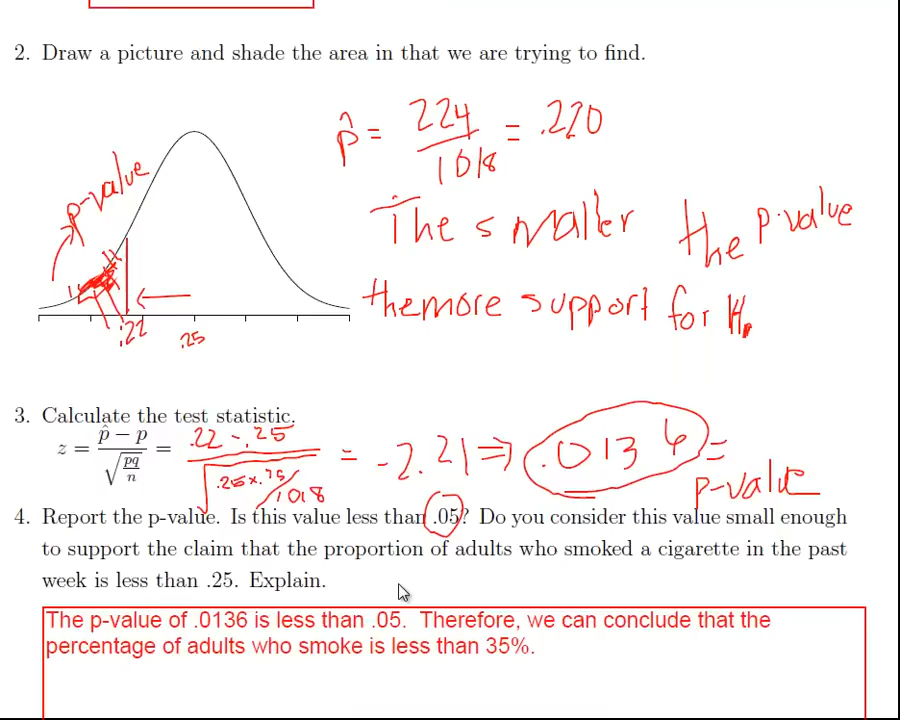 2. Draw a picture and shade the area in that we are trying to find.
p̂ = 224/1018 = .220
p-value
The smaller the p-value
the more support for H₁
.22
.25
3. Calculate the test statistic.
z = (p̂ − p)/√(pq/n) = (.22 - .25)/√(.25 x .75/1018) = -2.21 ⇒ .0136 = p-value
4. Report the p-value. Is this value less than .05? Do you consider this value small enough
to support the claim that the proportion of adults who smoked a cigarette in the past
week is less than .25. Explain.
The p-value of .0136 is less than .05. Therefore, we can conclude that the
percentage of adults who smoke is less than 35%.